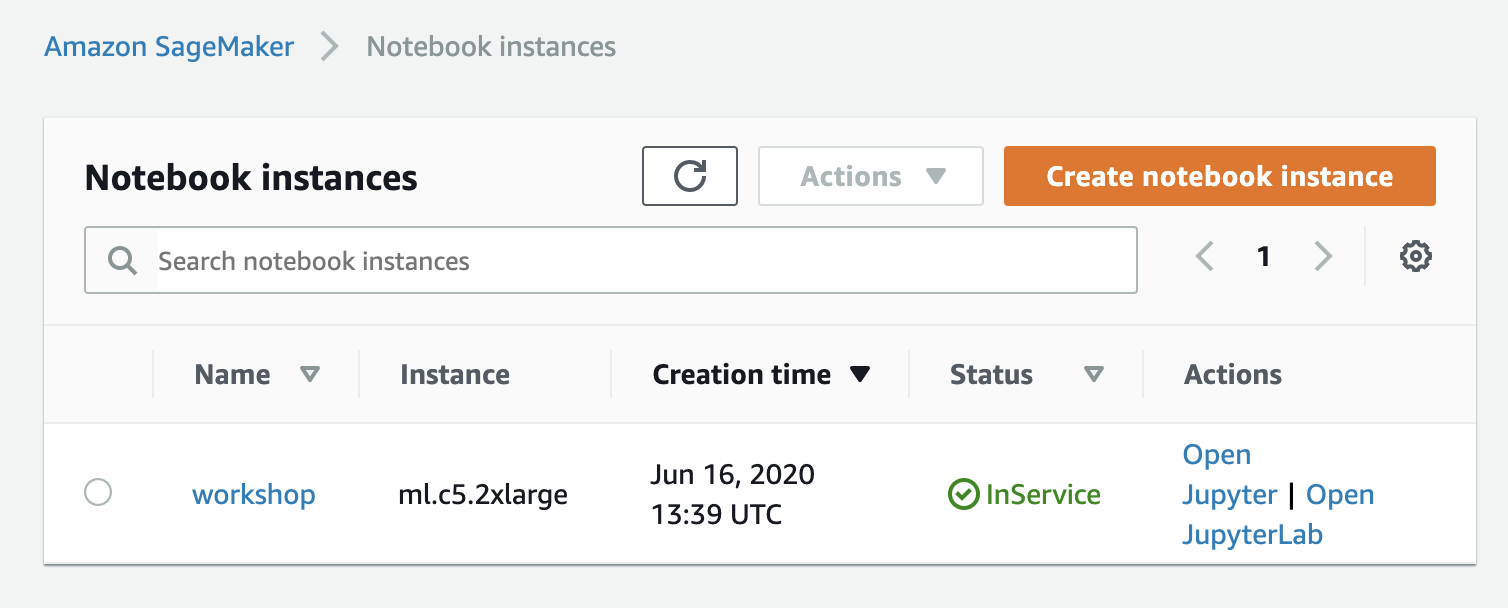 Amazon SageMaker Notebook instances
Notebook instances Actions Create notebook instance
Search notebook instances 1
Name Instance Creation time Status Actions
workshop ml.c5.2xlarge Jun 16, 2020 InService Open
13:39 UTC Jupyter | Open
JupyterLab